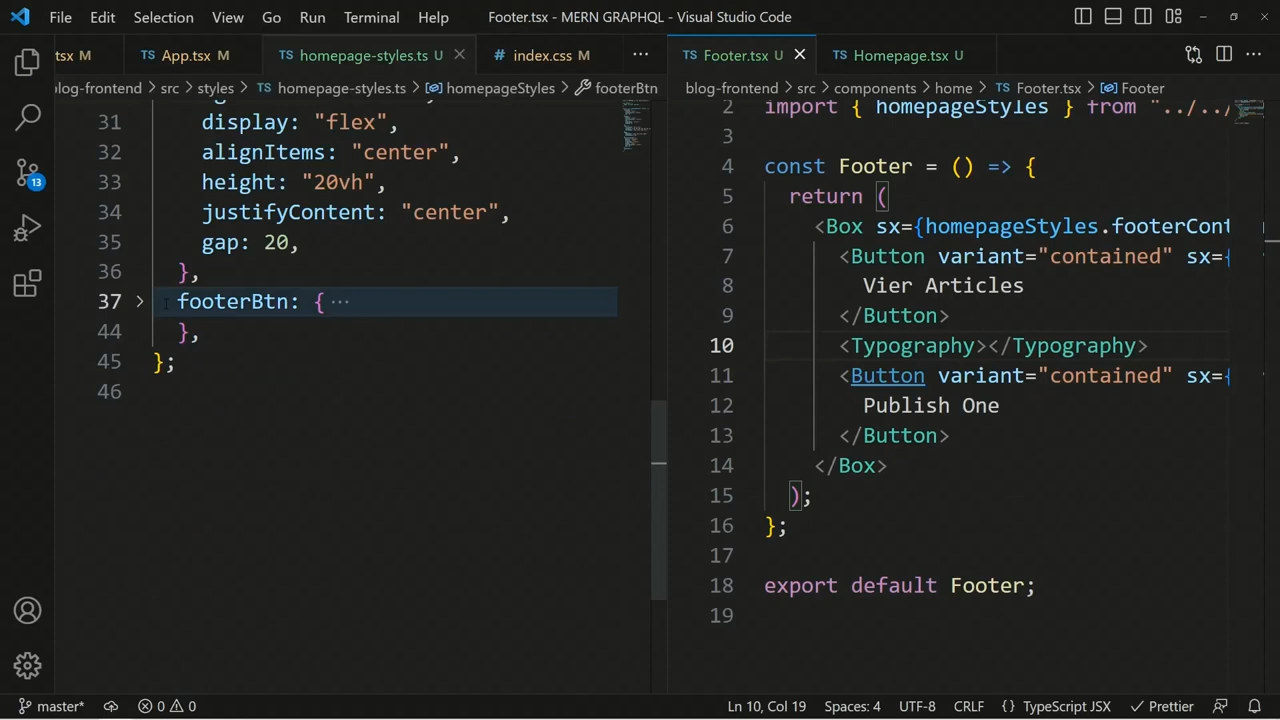 File Edit Selection View Go Run Terminal Help Footer.tsx - MERN GRAPHQL - Visual Studio Code
tsx M TS App.tsx M TS homepage-styles.ts U # index.css M ···
TS Footer.tsx U TS Homepage.tsx U ···
blog-frontend > src > styles > TS homepage-styles.ts > homepageStyles > footerBtn
blog-frontend > src > components > home > TS Footer.tsx > Footer
31 display: "flex",
32 alignItems: "center",
33 height: "20vh",
34 justifyContent: "center",
35 gap: 20,
36 },
37 footerBtn: { ···
44 },
45 };
46
2 import { homepageStyles } from "../../
3
4 const Footer = () => {
5 return (
6 <Box sx={homepageStyles.footerCont
7 <Button variant="contained" sx={
8 Vier Articles
9 </Button>
10 <Typography></Typography>
11 <Button variant="contained" sx={
12 Publish One
13 </Button>
14 </Box>
15 );
16 };
17
18 export default Footer;
19
13
master* 0 0 Ln 10, Col 19 Spaces: 4 UTF-8 CRLF { } TypeScript JSX Prettier